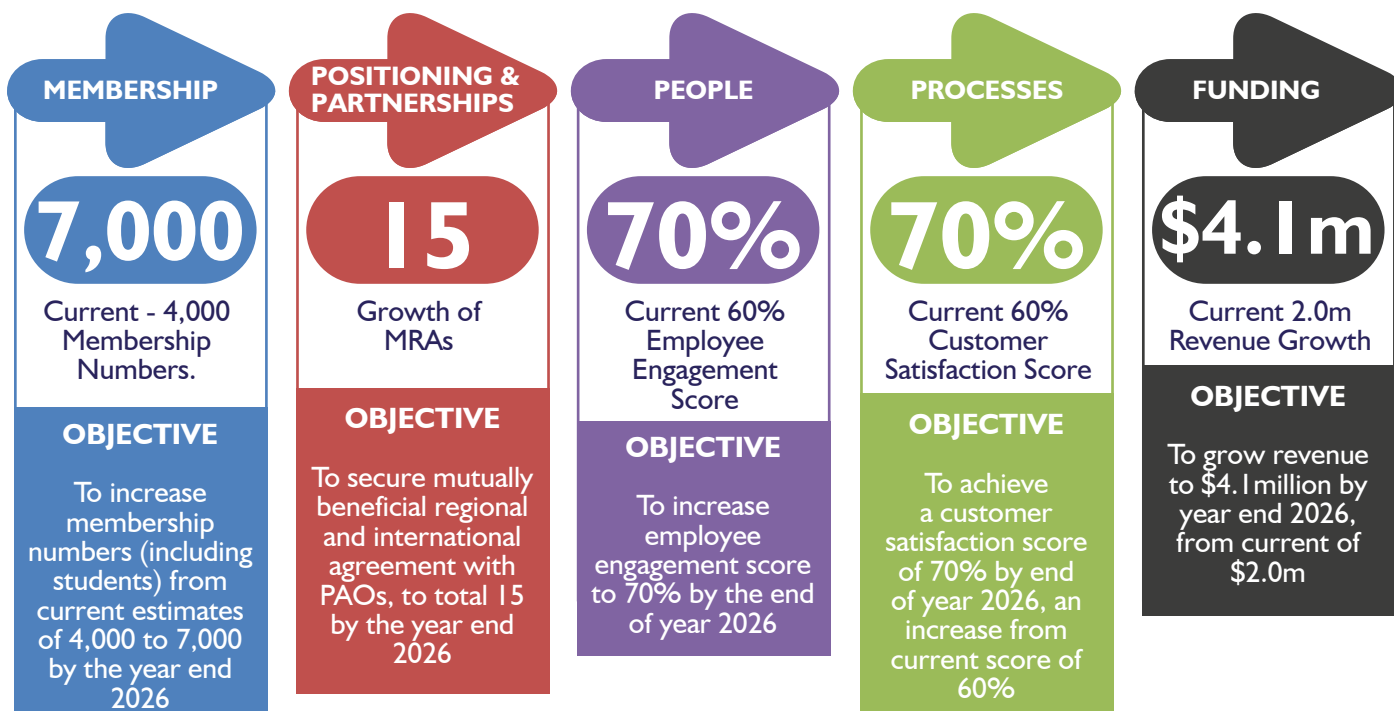 MEMBERSHIP
7,000
Current - 4,000
Membership
Numbers.
OBJECTIVE
To increase
membership
numbers (including
students) from
current estimates
of 4,000 to 7,000
by the year end
2026
POSITIONING &
PARTNERSHIPS
15
Growth of
MRAs
OBJECTIVE
To secure mutually
beneficial regional
and international
agreement with
PAOs, to total 15
by the year end
2026
PEOPLE
70%
Current 60%
Employee
Engagement
Score
OBJECTIVE
To increase
employee
engagement score
to 70% by the end
of year 2026
PROCESSES
70%
Current 60%
Customer
Satisfaction Score
OBJECTIVE
To achieve
a customer
satisfaction score
of 70% by end
of year 2026, an
increase from
current score of
60%
FUNDING
$4.1m
Current 2.0m
Revenue Growth
OBJECTIVE
To grow revenue
to $4.1million by
year end 2026,
from current of
$2.0m